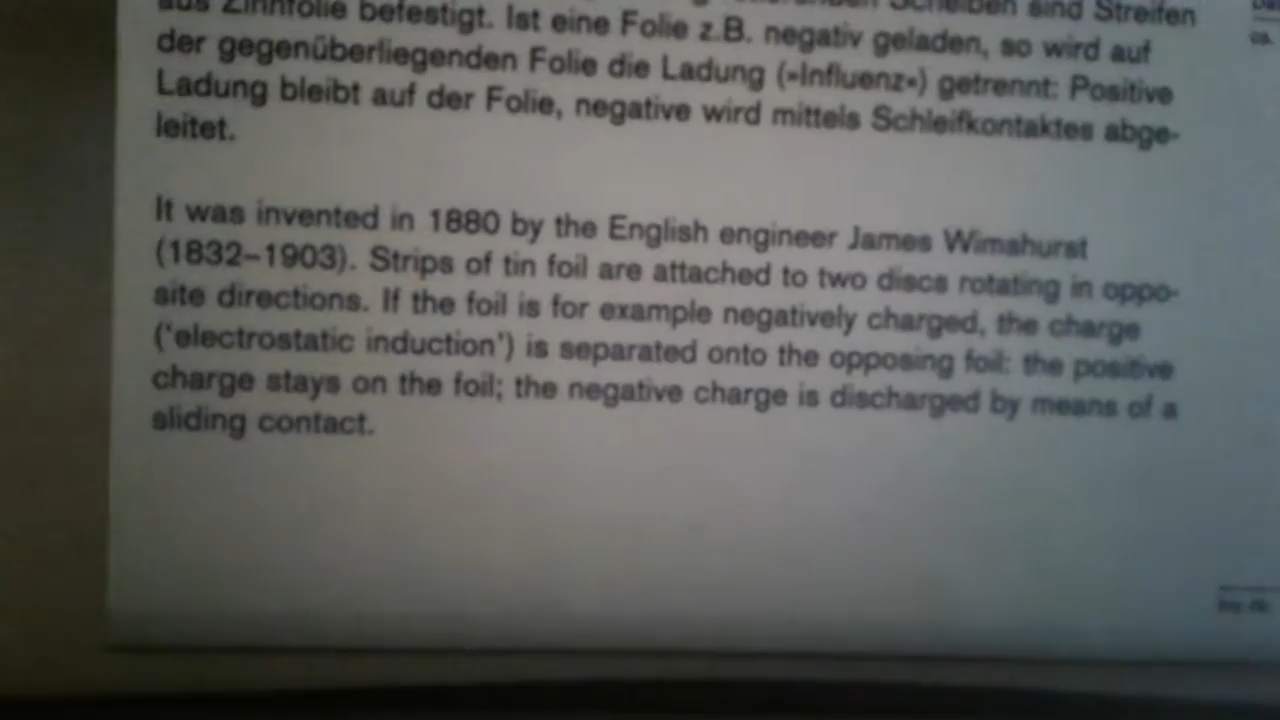 aus Zinnfolie befestigt. Ist eine Folie z.B. negativ geladen, so wird auf
der gegenüberliegenden Folie die Ladung (»Influenz«) getrennt: Positive
Ladung bleibt auf der Folie, negative wird mittels Schleifkontaktes abge-
leitet.
It was invented in 1880 by the English engineer James Wimshurst
(1832–1903). Strips of tin foil are attached to two discs rotating in oppo-
site directions. If the foil is for example negatively charged, the charge
('electrostatic induction') is separated onto the opposing foil: the positive
charge stays on the foil; the negative charge is discharged by means of a
sliding contact.